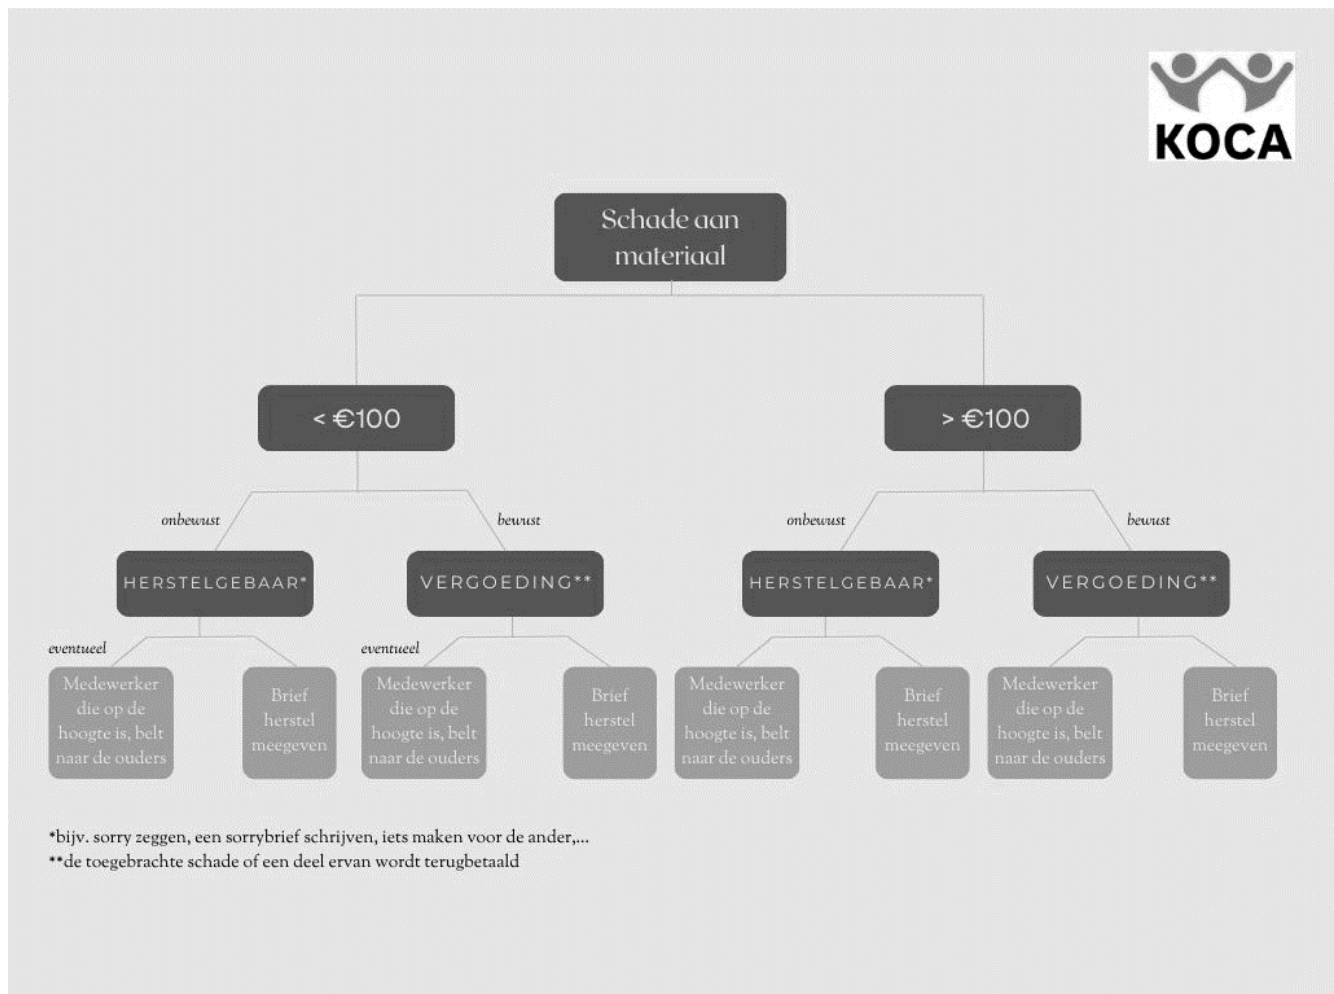 KOCA
Schade aan
materiaal
< €100
> €100
onbewust
bewust
onbewust
bewust
HERSTELGEBAAR*
VERGOEDING**
HERSTELGEBAAR*
VERGOEDING**
eventueel
eventueel
Medewerker
die op de
hoogte is, belt
naar de ouders
Brief
herstel
meegeven
Medewerker
die op de
hoogte is, belt
naar de ouders
Brief
herstel
meegeven
Medewerker
die op de
hoogte is, belt
naar de ouders
Brief
herstel
meegeven
Medewerker
die op de
hoogte is, belt
naar de ouders
Brief
herstel
meegeven
*bijv. sorry zeggen, een sorrybrief schrijven, iets maken voor de ander,...
**de toegebrachte schade of een deel ervan wordt terugbetaald